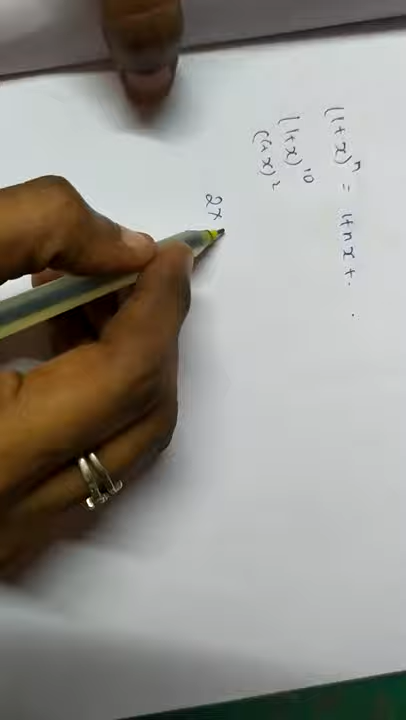 (1+x)^n = 1+nx+. .
(1+x)^10
(1+x)^2
2x